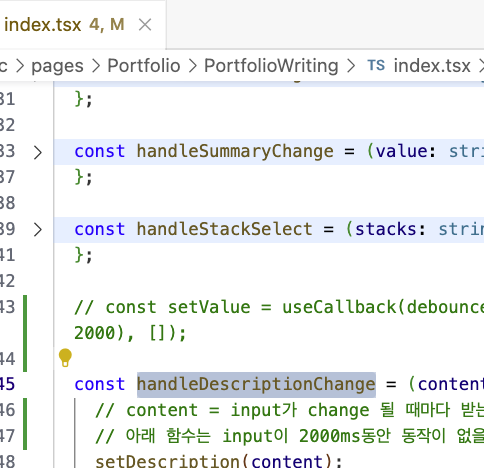 index.tsx 4, M
c > pages > Portfolio > PortfolioWriting > TS index.tsx >
31 };
32
33 const handleSummaryChange = (value: stri
37 };
38
39 const handleStackSelect = (stacks: strin
41 };
42
43 // const setValue = useCallback(debounce
2000), []);
44
45 const handleDescriptionChange = (content
46 // content = input가 change 될 때마다 받는
47 // 아래 함수는 input이 2000ms동안 동작이 없을
48 setDescription(content);